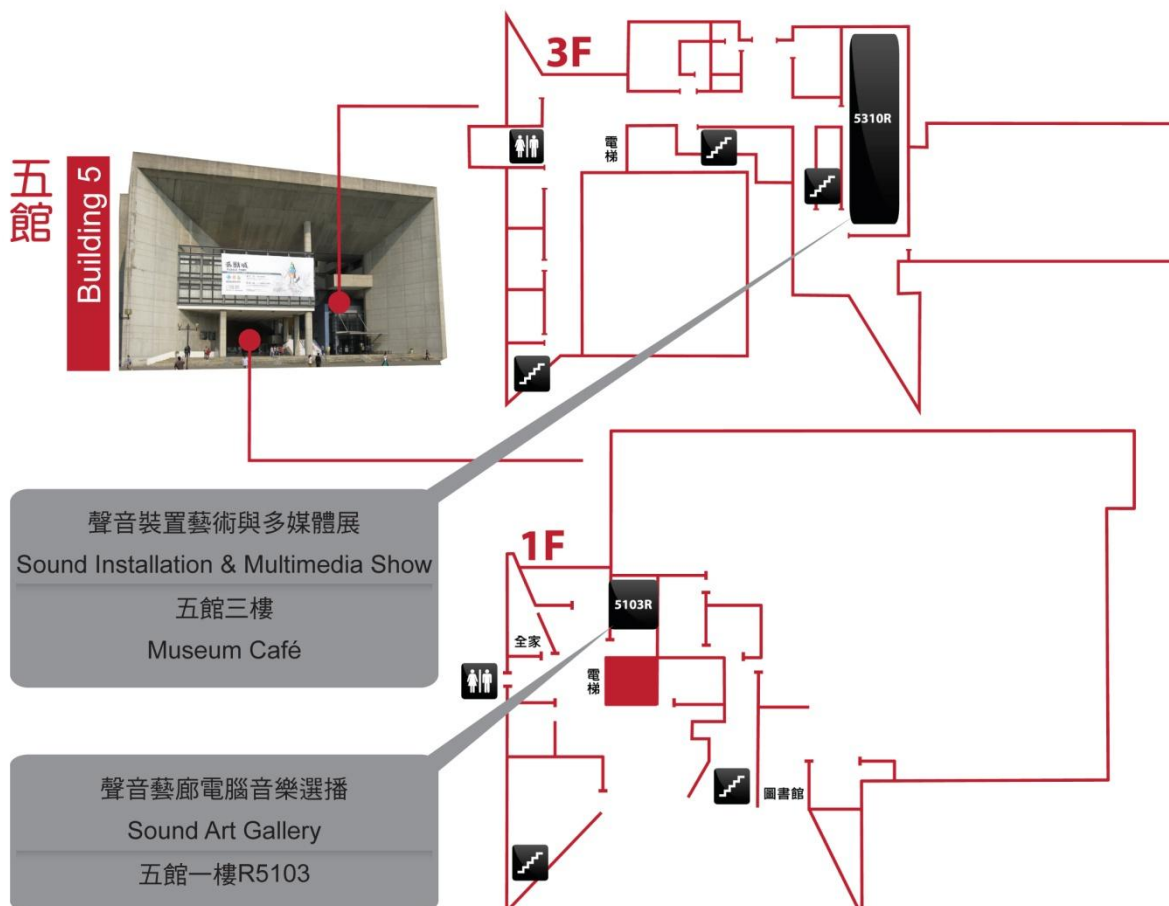 五館
Building 5
3F
電梯
5310R
聲音裝置藝術與多媒體展
Sound Installation & Multimedia Show
五館三樓
Museum Café
1F
5103R
全家
電梯
圖書館
聲音藝廊電腦音樂選播
Sound Art Gallery
五館一樓R5103